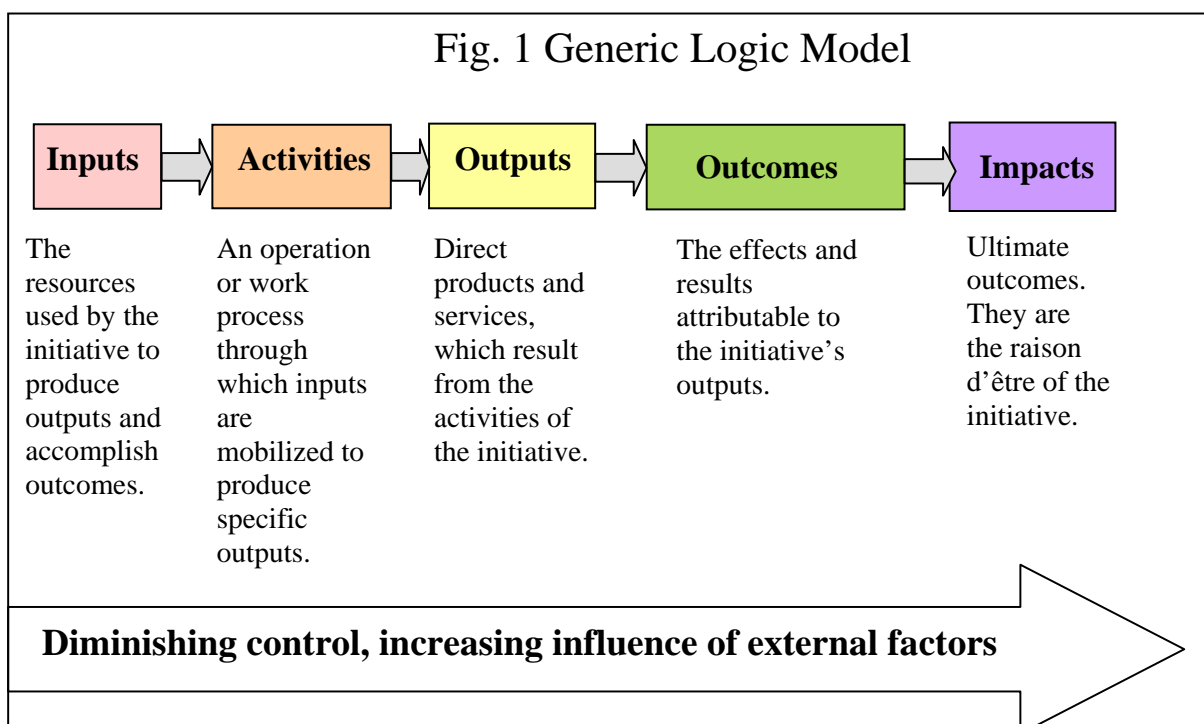 Fig. 1 Generic Logic Model
Inputs
Activities
Outputs
Outcomes
Impacts
The
resources
used by the
initiative to
produce
outputs and
accomplish
outcomes.
An operation
or work
process
through
which inputs
are
mobilized to
produce
specific
outputs.
Direct
products and
services,
which result
from the
activities of
the initiative.
The effects and
results
attributable to
the initiative’s
outputs.
Ultimate
outcomes.
They are
the raison
d’être of the
initiative.
Diminishing control, increasing influence of external factors